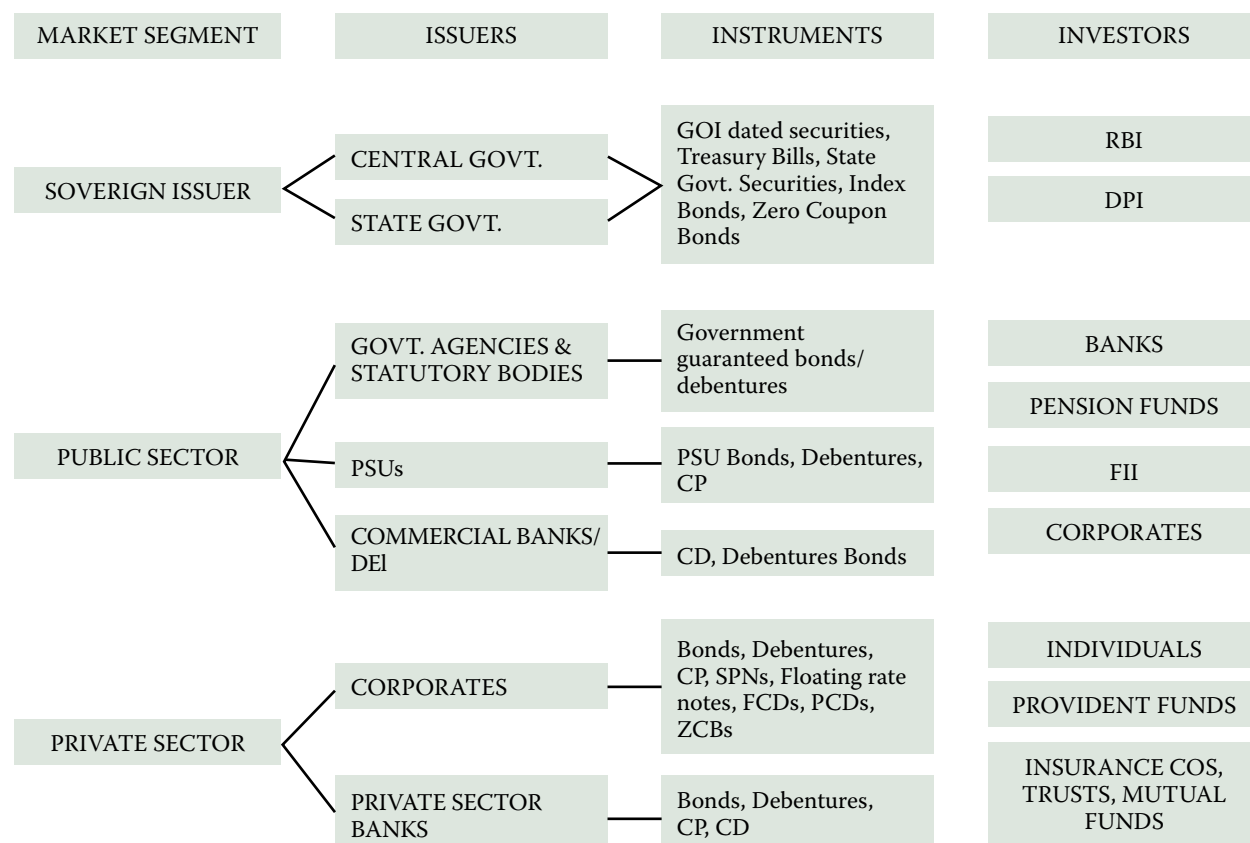 MARKET SEGMENT
ISSUERS
INSTRUMENTS
INVESTORS
SOVERIGN ISSUER
CENTRAL GOVT.
STATE GOVT.
GOI dated securities,
Treasury Bills, State
Govt. Securities, Index
Bonds, Zero Coupon
Bonds
RBI
DPI
PUBLIC SECTOR
GOVT. AGENCIES &
STATUTORY BODIES
Government
guaranteed bonds/
debentures
PSUs
PSU Bonds, Debentures,
CP
COMMERCIAL BANKS/
DEl
CD, Debentures Bonds
BANKS
PENSION FUNDS
FII
CORPORATES
PRIVATE SECTOR
CORPORATES
Bonds, Debentures,
CP, SPNs, Floating rate
notes, FCDs, PCDs,
ZCBs
PRIVATE SECTOR
BANKS
Bonds, Debentures,
CP, CD
INDIVIDUALS
PROVIDENT FUNDS
INSURANCE COS,
TRUSTS, MUTUAL
FUNDS